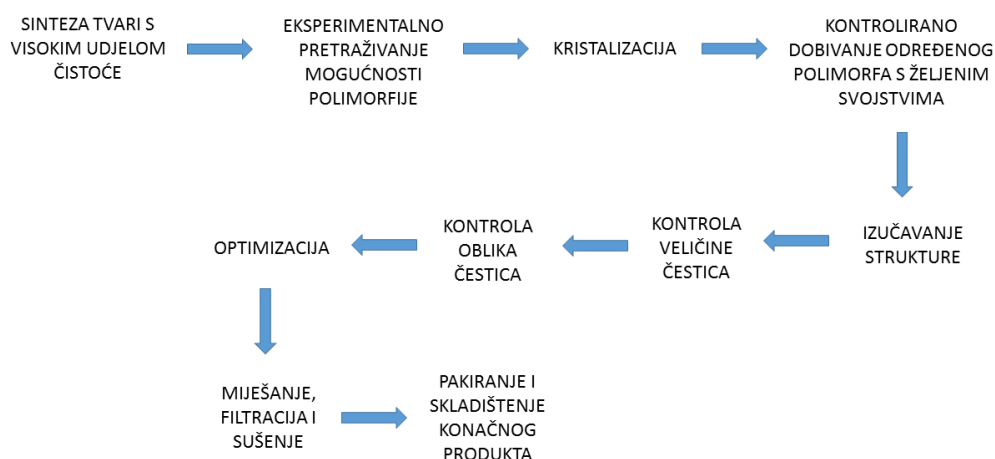 SINTEZA TVARI S
VISOKIM UDJELOM
ČISTOĆE
EKSPERIMENTALNO
PRETRAŽIVANJE
MOGUĆNOSTI
POLIMORFIJE
KRISTALIZACIJA
KONTROLIRANO
DOBIVANJE ODREĐENOG
POLIMORFA S ŽELJENIM
SVOJSTVIMA
IZUČAVANJE
STRUKTURE
KONTROLA
VELIČINE
ČESTICA
KONTROLA
OBLIKA
ČESTICA
OPTIMIZACIJA
MIJEŠANJE,
FILTRACIJA I
SUŠENJE
PAKIRANJE I
SKLADIŠTENJE
KONAČNOG
PRODUKTA